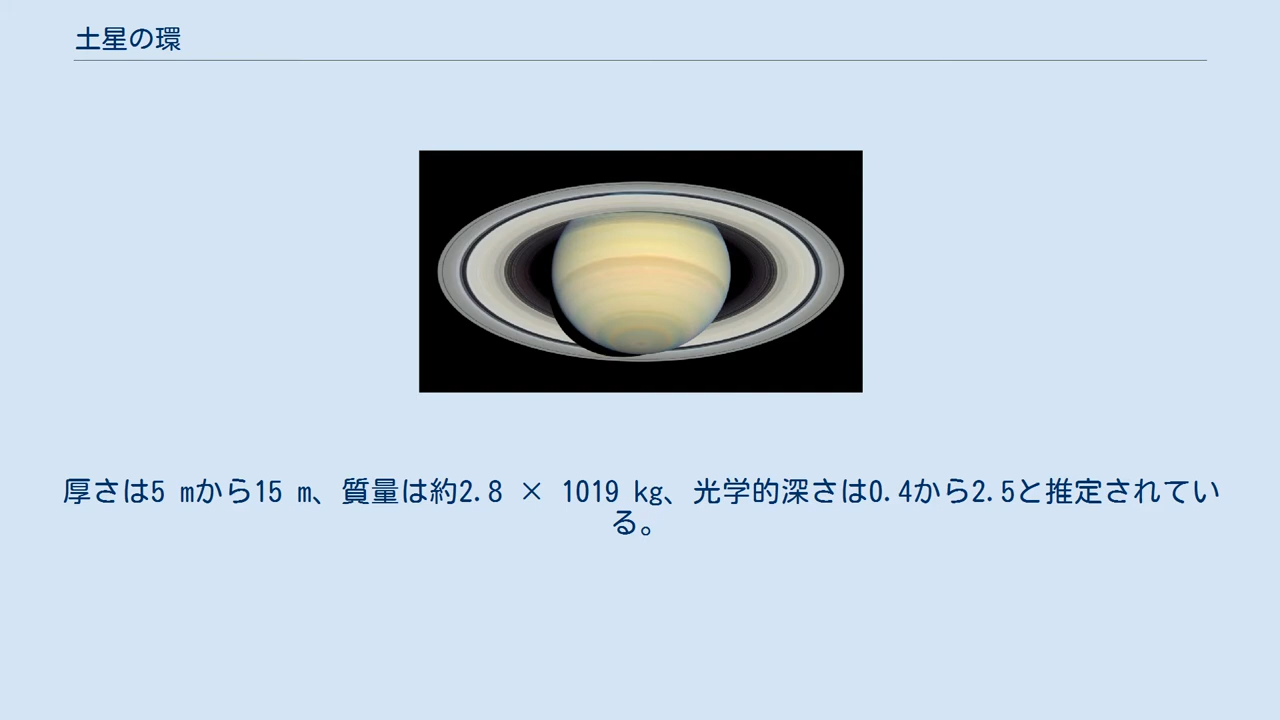 土星の環
厚さは5 mから15 m、質量は約2.8 × 1019 kg、光学的深さは0.4から2.5と推定されてい
る。